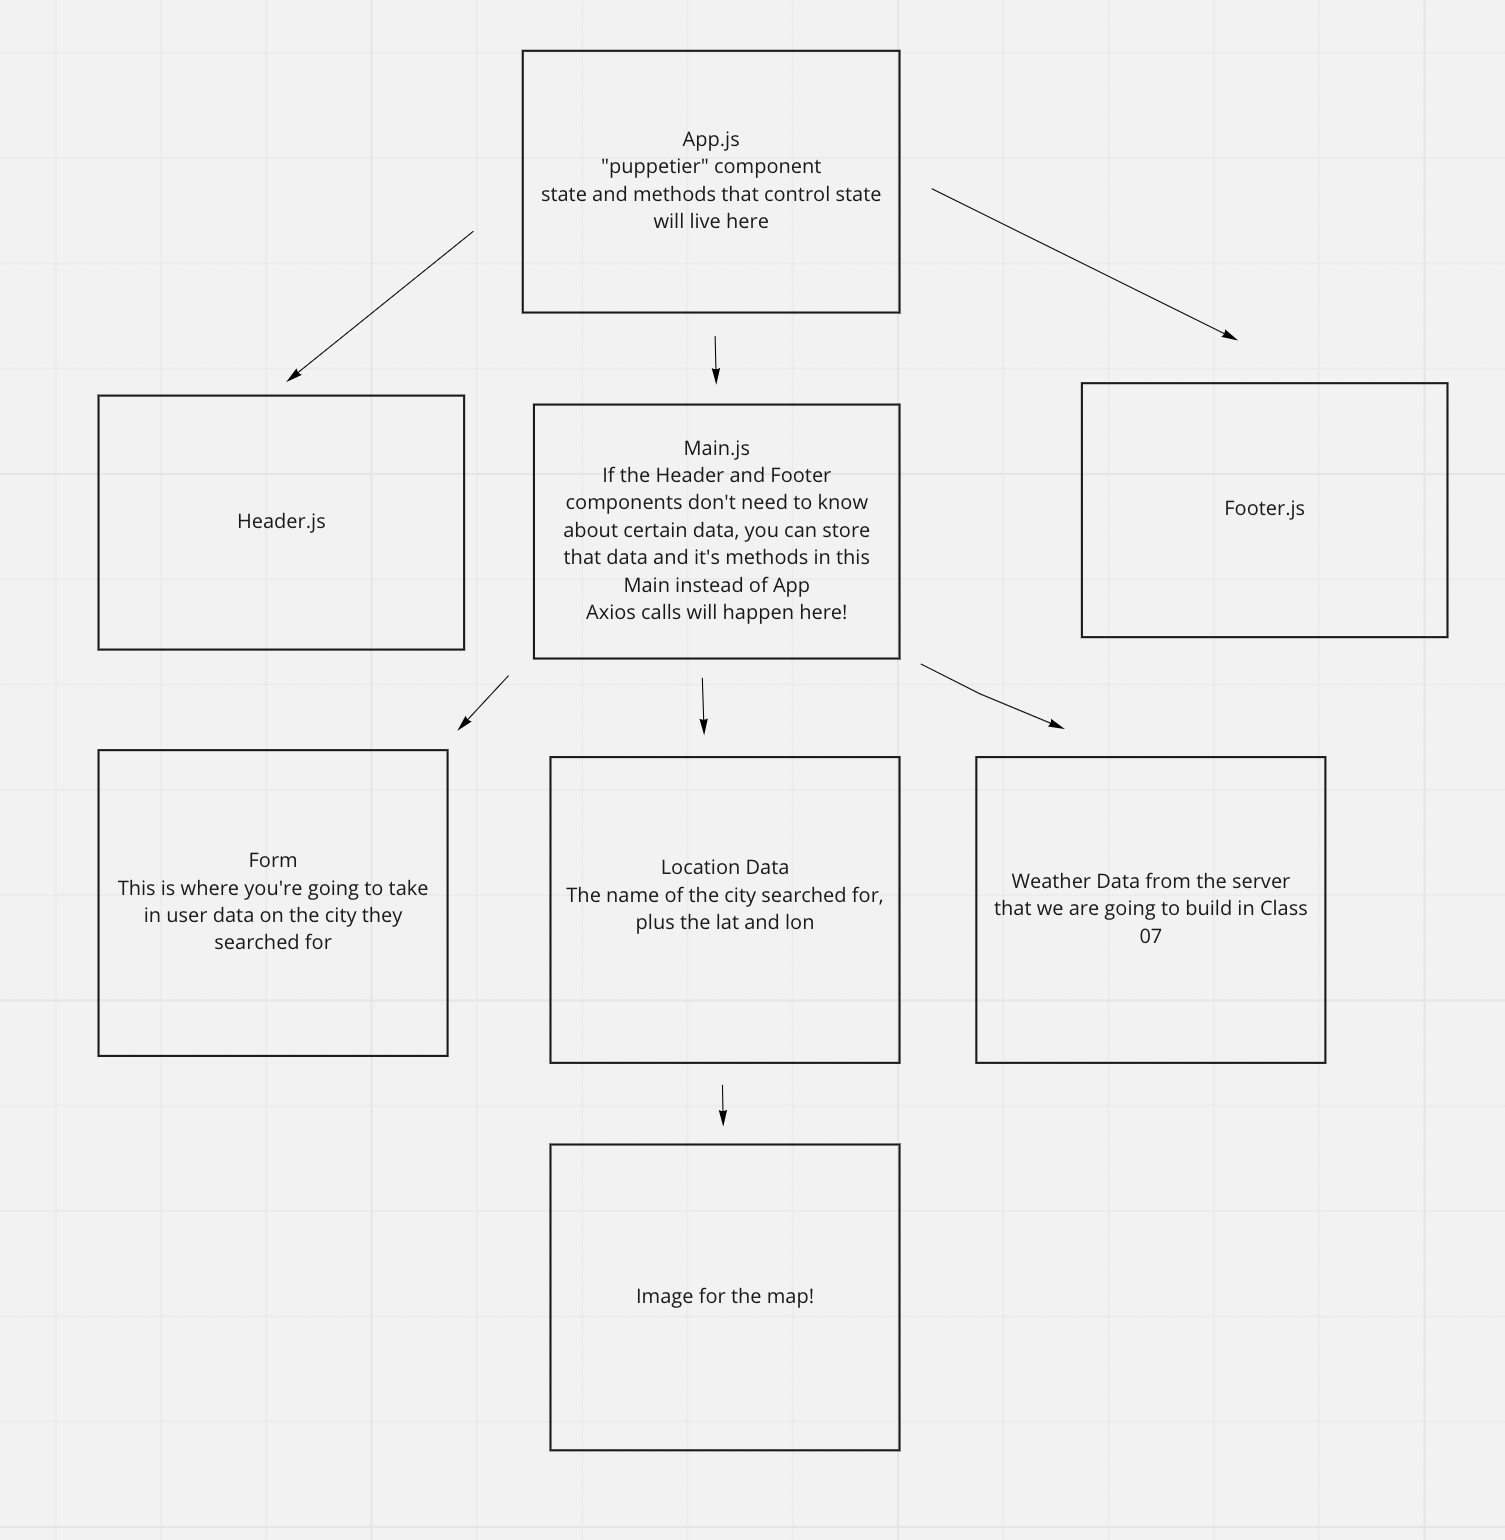 App.js
"puppetier" component
state and methods that control state
will live here
Header.js
Main.js
If the Header and Footer
components don't need to know
about certain data, you can store
that data and it's methods in this
Main instead of App
Axios calls will happen here!
Footer.js
Form
This is where you're going to take
in user data on the city they
searched for
Location Data
The name of the city searched for,
plus the lat and lon
Weather Data from the server
that we are going to build in Class
07
Image for the map!